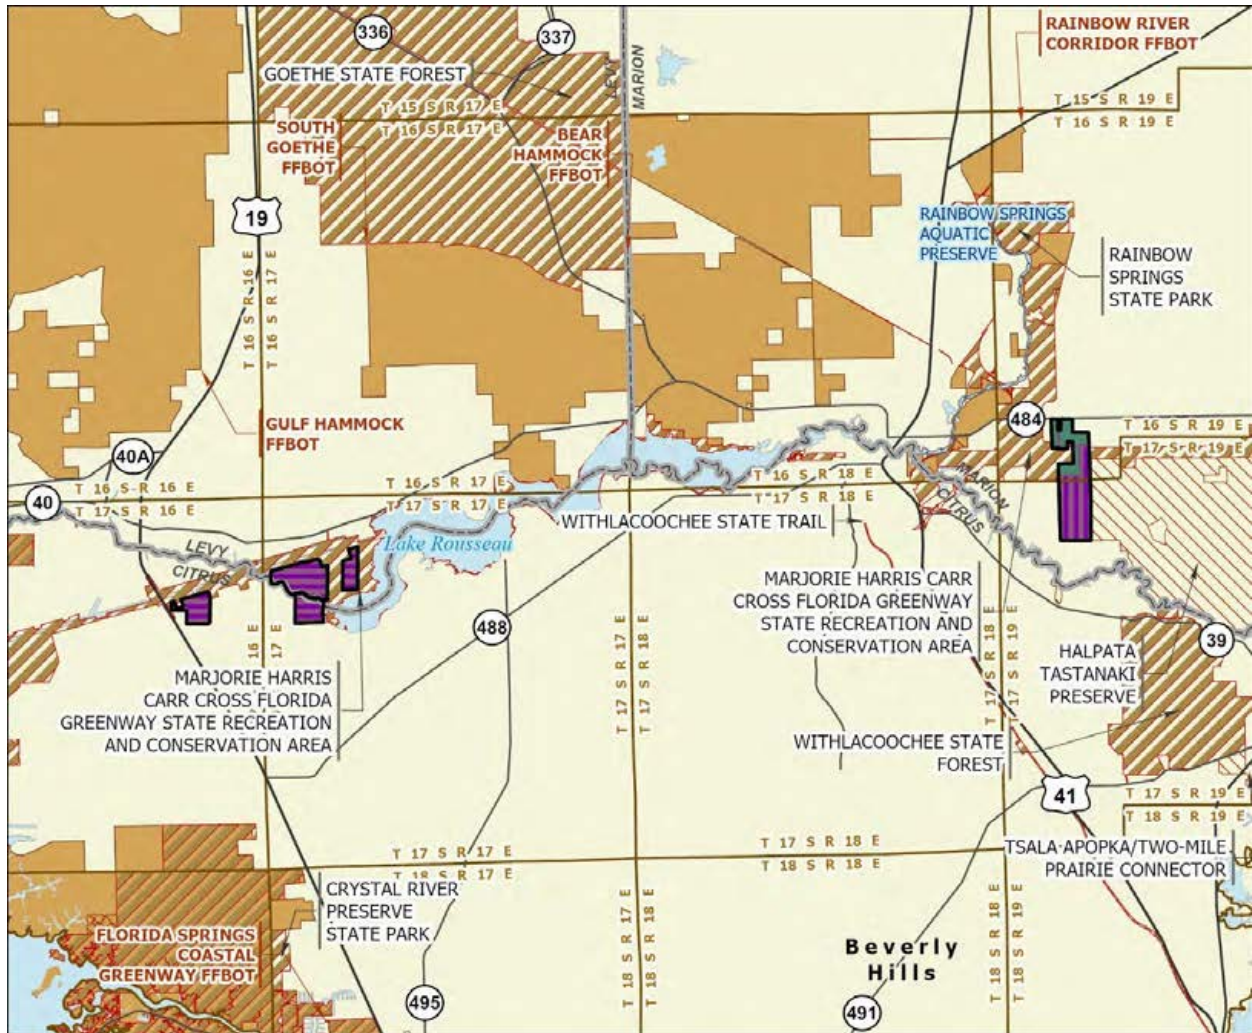 336
337
RAINBOW RIVER
CORRIDOR FFBOT
GOETHE STATE FOREST
LEVY
MARION
T 15 S R 17 E
T 16 S R 17 E
T 15 S R 19 E
T 16 S R 19 E
SOUTH
GOETHE
FFBOT
BEAR
HAMMOCK
FFBOT
19
RAINBOW SPRINGS
AQUATIC
PRESERVE
RAINBOW
SPRINGS
STATE PARK
T 16 S R 16 E
T 16 S R 17 E
GULF HAMMOCK
FFBOT
484
40A
T 16 S R 19 E
T 17 S R 19 E
40
T 16 S R 16 E
T 17 S R 16 E
T 16 S R 17 E
T 17 S R 17 E
T 16 S R 18 E
T 17 S R 18 E
MARION
CITRUS
WITHLACOOCHEE STATE TRAIL
LEVY
CITRUS
Lake Rousseau
MARJORIE HARRIS CARR
CROSS FLORIDA GREENWAY
STATE RECREATION AND
CONSERVATION AREA
488
39
HALPATA
TASTANAKI
PRESERVE
16 E
17 E
T 17 S R 17 E
T 17 S R 18 E
T 17 S R 18 E
T 17 S R 19 E
MARJORIE HARRIS
CARR CROSS FLORIDA
GREENWAY STATE RECREATION
AND CONSERVATION AREA
WITHLACOOCHEE STATE
FOREST
41
T 17 S R 19 E
T 18 S R 19 E
T 17 S R 17 E
T 18 S R 17 E
T 17 S R 18 E
T 18 S R 18 E
TSALA-APOPKA/TWO-MILE
PRAIRIE CONNECTOR
CRYSTAL RIVER
PRESERVE
STATE PARK
FLORIDA SPRINGS
COASTAL
GREENWAY FFBOT
T 18 S R 17 E
T 18 S R 18 E
T 18 S R 18 E
T 18 S R 19 E
Beverly
Hills
495
491